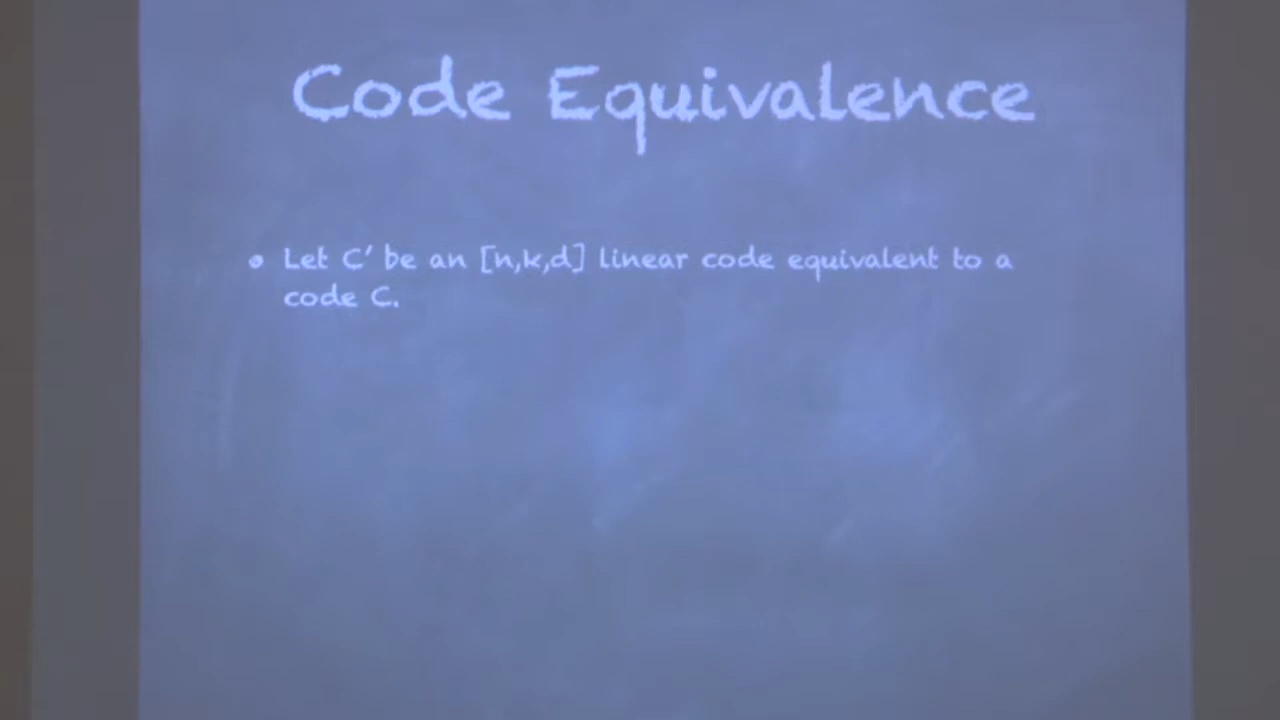 Code Equivalence
• Let C' be an [n,k,d] linear code equivalent to a
code C.